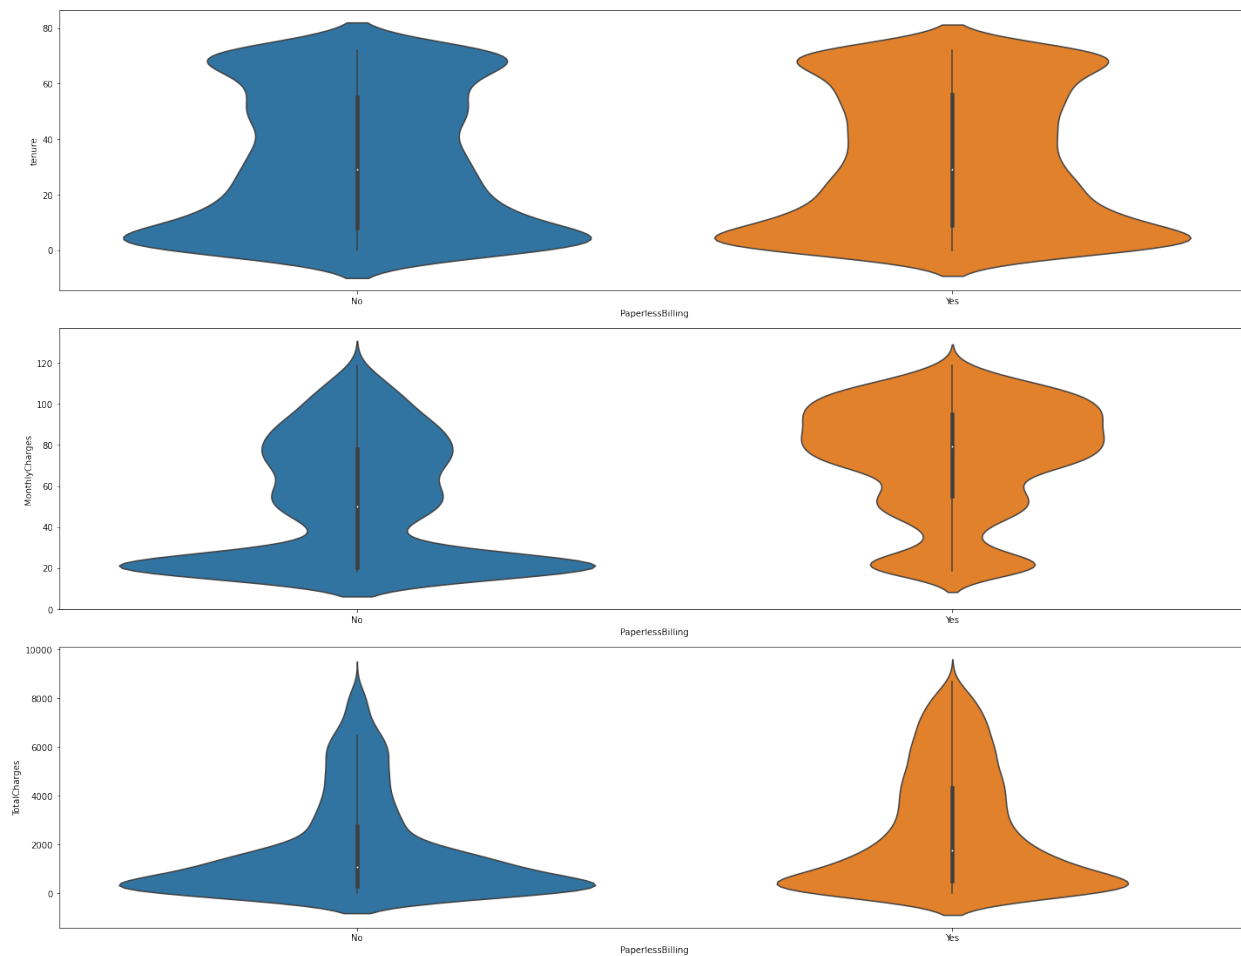 80
60
40
20
0
tenure
No Yes
PaperlessBilling
120
100
80
60
40
20
0
MonthlyCharges
No Yes
PaperlessBilling
10000
8000
6000
4000
2000
0
TotalCharges
No Yes
PaperlessBilling